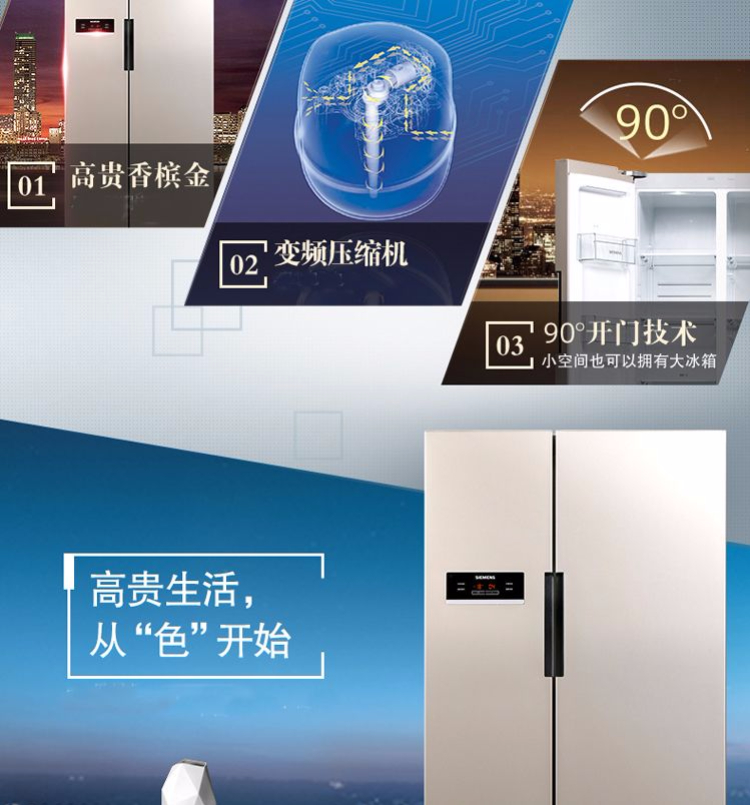 90°
01
高贵香槟金
02
变频压缩机
03
90°开门技术
小空间也可以拥有大冰箱
SIEMENS
高贵生活，
从“色”开始